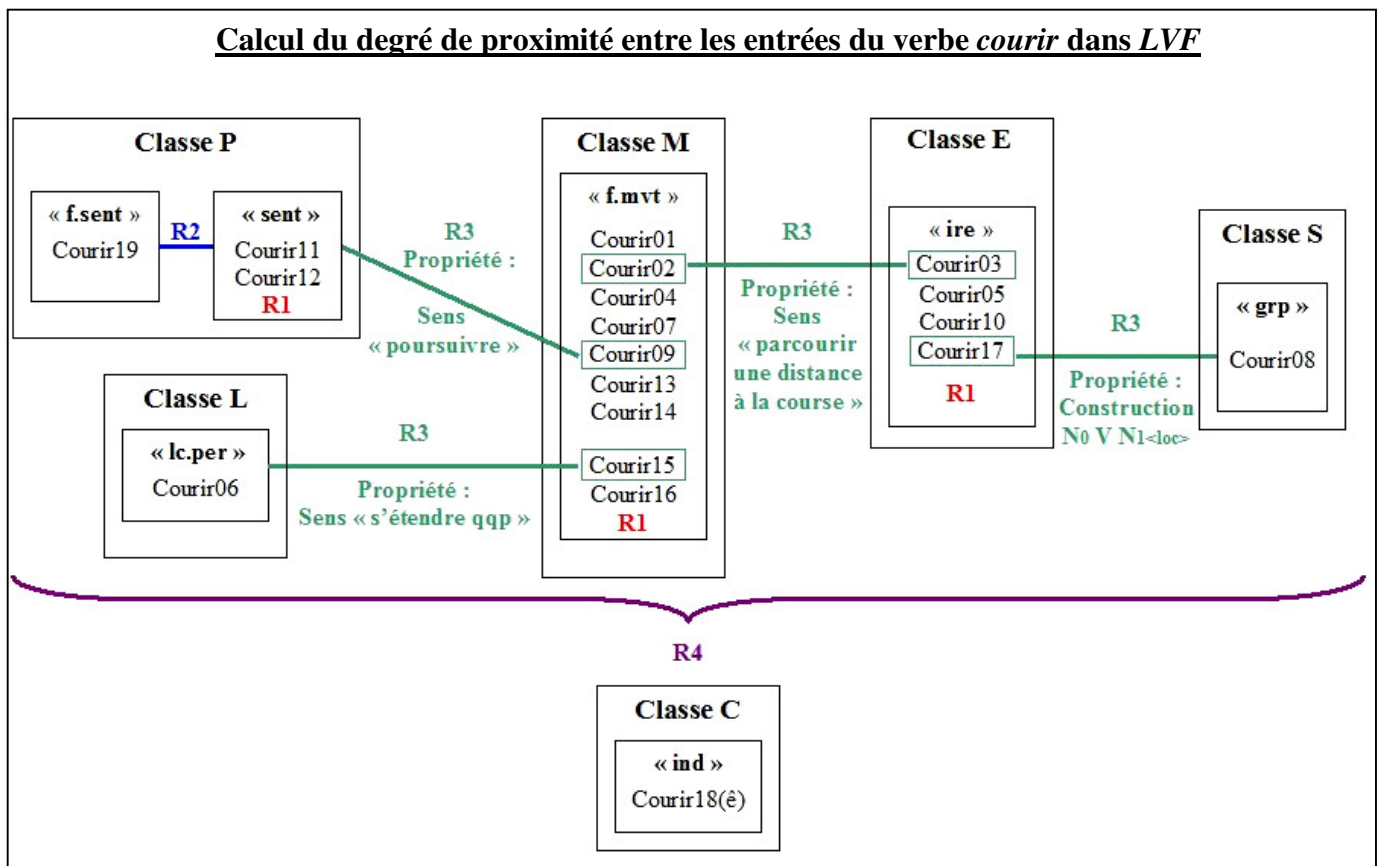 Calcul du degré de proximité entre les entrées du verbe courir dans LVF
Classe P
« f.sent »
Courir19
R2
« sent »
Courir11
Courir12
R1
R3
Propriété :
Sens
« poursuivre »
Classe L
« lc.per »
Courir06
R3
Propriété :
Sens « s’étendre qqp »
Classe M
« f.mvt »
Courir01
Courir02
Courir04
Courir07
Courir09
Courir13
Courir14
Courir15
Courir16
R1
R3
Propriété :
Sens
« parcourir
une distance
à la course »
Classe E
« ire »
Courir03
Courir05
Courir10
Courir17
R1
R3
Propriété :
Construction
N0 V N1<loc>
Classe S
« grp »
Courir08
R4
Classe C
« ind »
Courir18(ê)